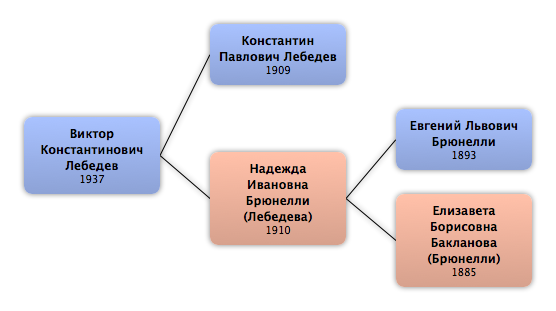 Константин
Павлович Лебедев
1909
Виктор
Константинович
Лебедев
1937
Надежда
Ивановна
Брюнелли
(Лебедева)
1910
Евгений Львович
Брюнелли
1893
Елизавета
Борисовна
Бакланова
(Брюнелли)
1885